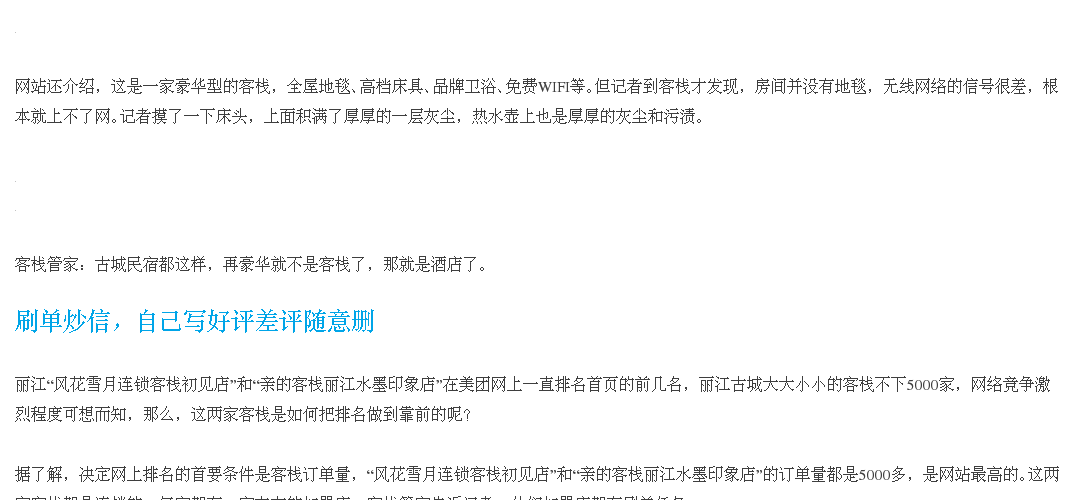 网站还介绍，这是一家豪华型的客栈，全屋地毯、高档床具、品牌卫浴、免费WIFI等。但记者到客栈才发现，房间并没有地毯，无线网络的信号很差，根
本就上不了网。记者摸了一下床头，上面积满了厚厚的一层灰尘，热水壶上也是厚厚的灰尘和污渍。
客栈管家：古城民宿都这样，再豪华就不是客栈了，那就是酒店了。
刷单炒信，自己写好评差评随意删
丽江“风花雪月连锁客栈初见店”和“亲的客栈丽江水墨印象店”在美团网上一直排名首页的前几名，丽江古城大大小小的客栈不下5000家，网络竞争激
烈程度可想而知，那么，这两家客栈是如何把排名做到靠前的呢？
据了解，决定网上排名的首要条件是客栈订单量，“风花雪月连锁客栈初见店”和“亲的客栈丽江水墨印象店”的订单量都是5000多，是网站最高的。这两